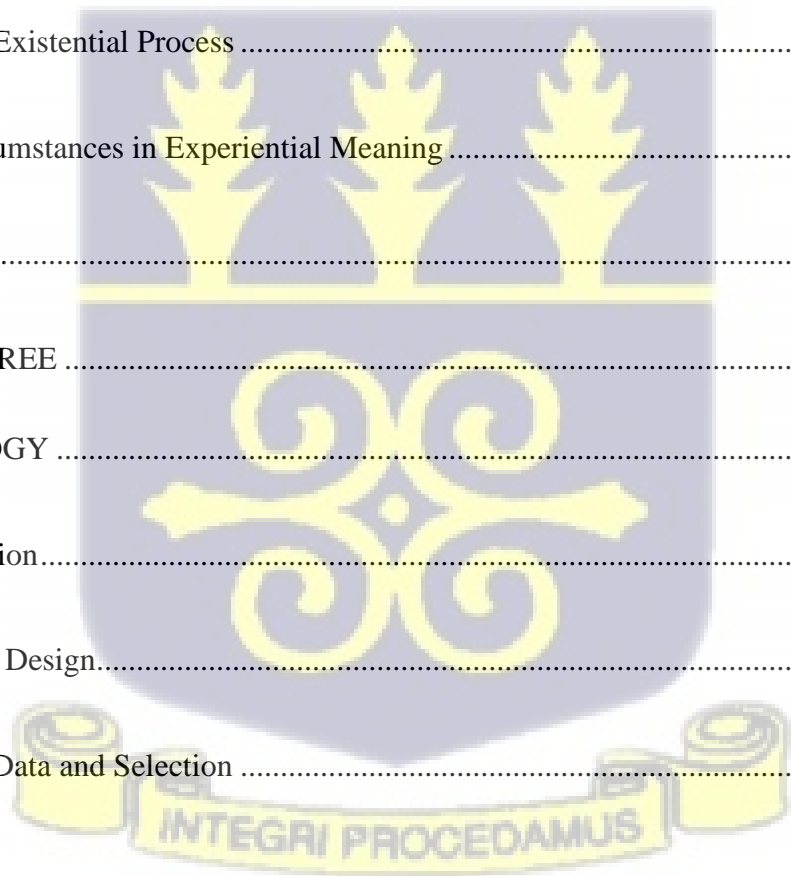 Existential Process ................................................................
umstances in Experiential Meaning ........................................
................................................................................................
REE ........................................................................................
OGY .........................................................................................
ion...........................................................................................
Design.....................................................................................
Data and Selection ..................................................................
INTEGRI PROCEDAMUS